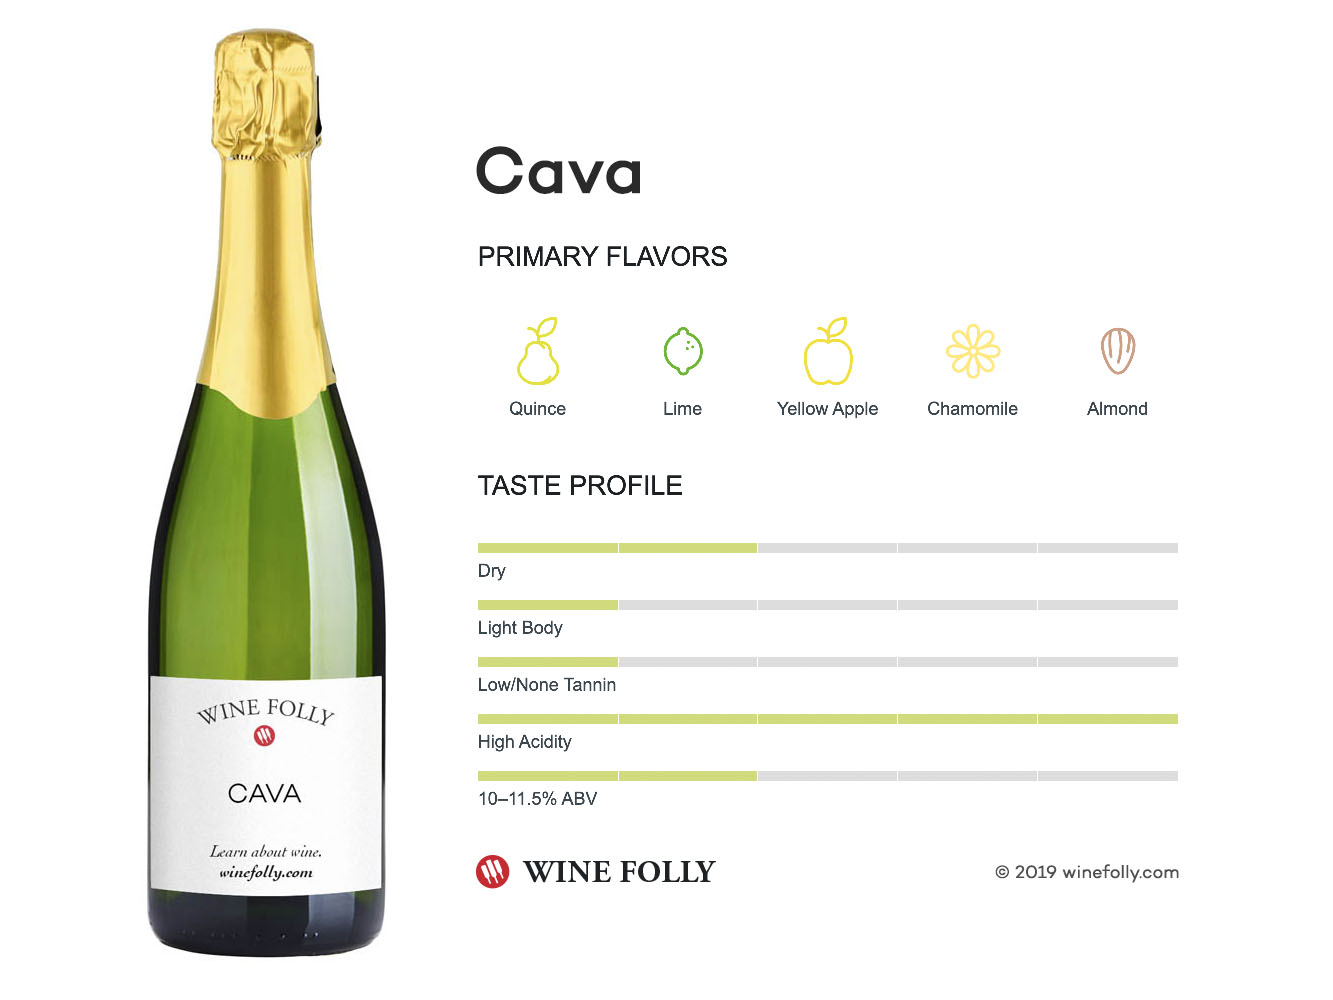 WINE FOLLY
CAVA
Learn about wine.
winefolly.com
Cava
PRIMARY FLAVORS
Quince
Lime
Yellow Apple
Chamomile
Almond
TASTE PROFILE
Dry
Light Body
Low/None Tannin
High Acidity
10–11.5% ABV
WINE FOLLY
© 2019 winefolly.com